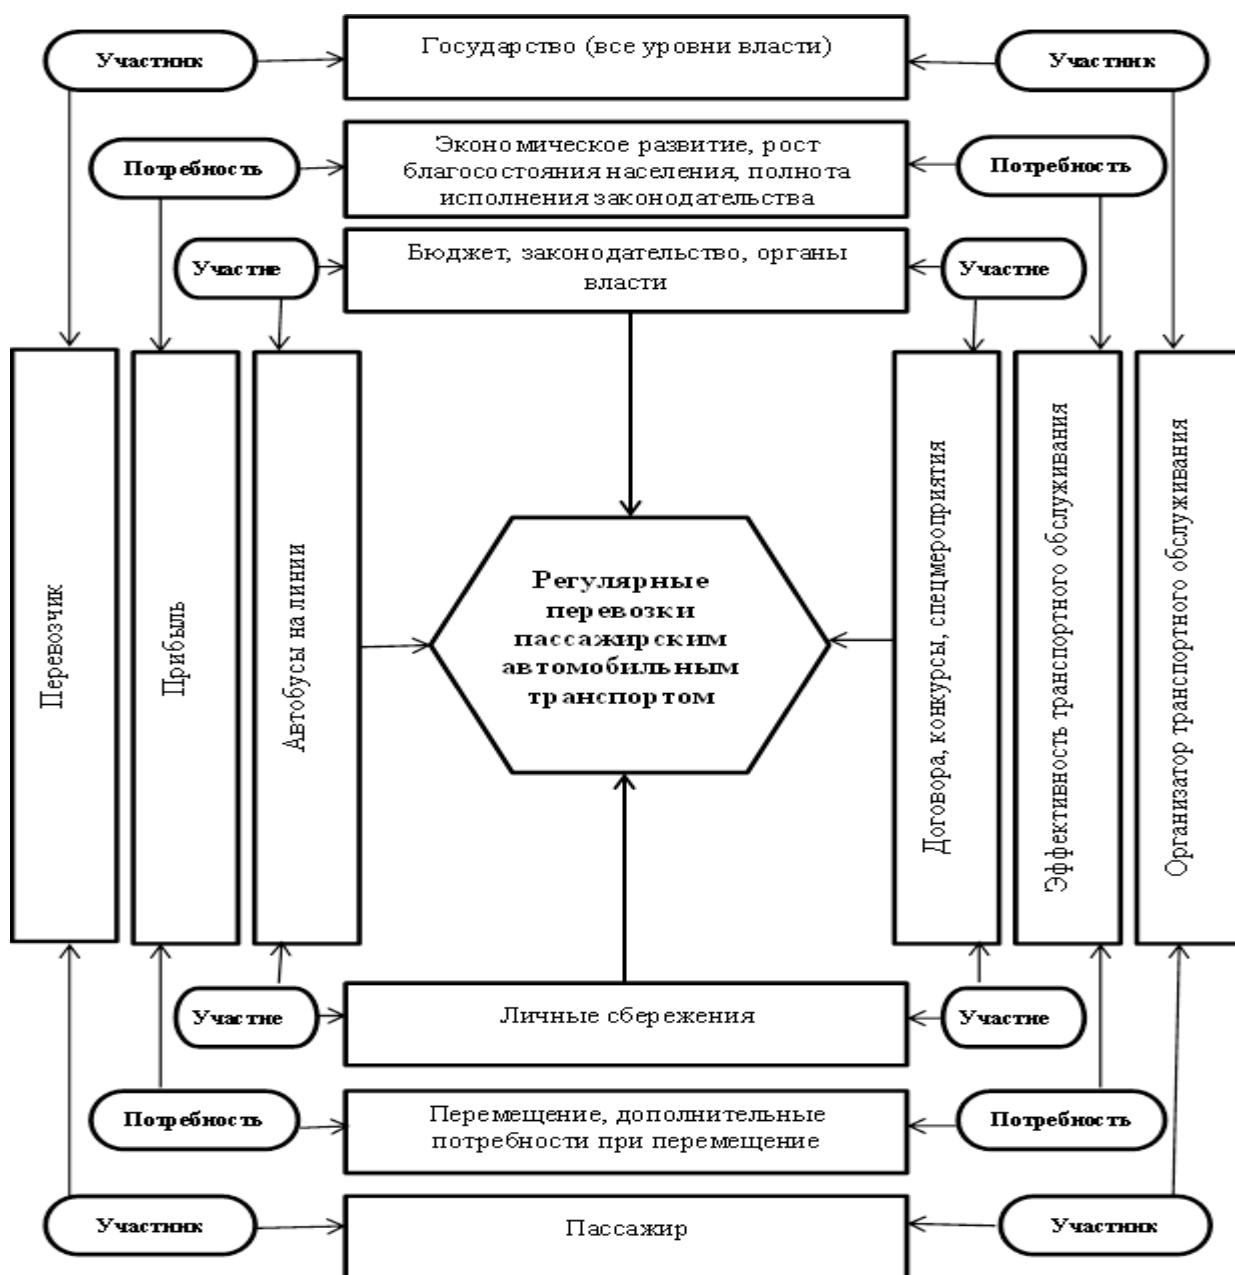 Участник
Государство (все уровни власти)
Участник
Потребность
Экономическое развитие, рост
благосостояния населения, полнота
исполнения законодательства
Потребность
Участие
Бюджет, законодательство, органы
власти
Участие
Перевозчик
Прибыль
Автобусы на линии
Регулярные
перевозки
пассажирским
автомобильным
транспортом
Договора, конкурсы, спецмероприятия
Эффективность транспортного обслуживания
Организатор транспортного обслуживания
Участие
Личные сбережения
Участие
Потребность
Перемещение, дополнительные
потребности при перемещение
Потребность
Участник
Пассажир
Участник